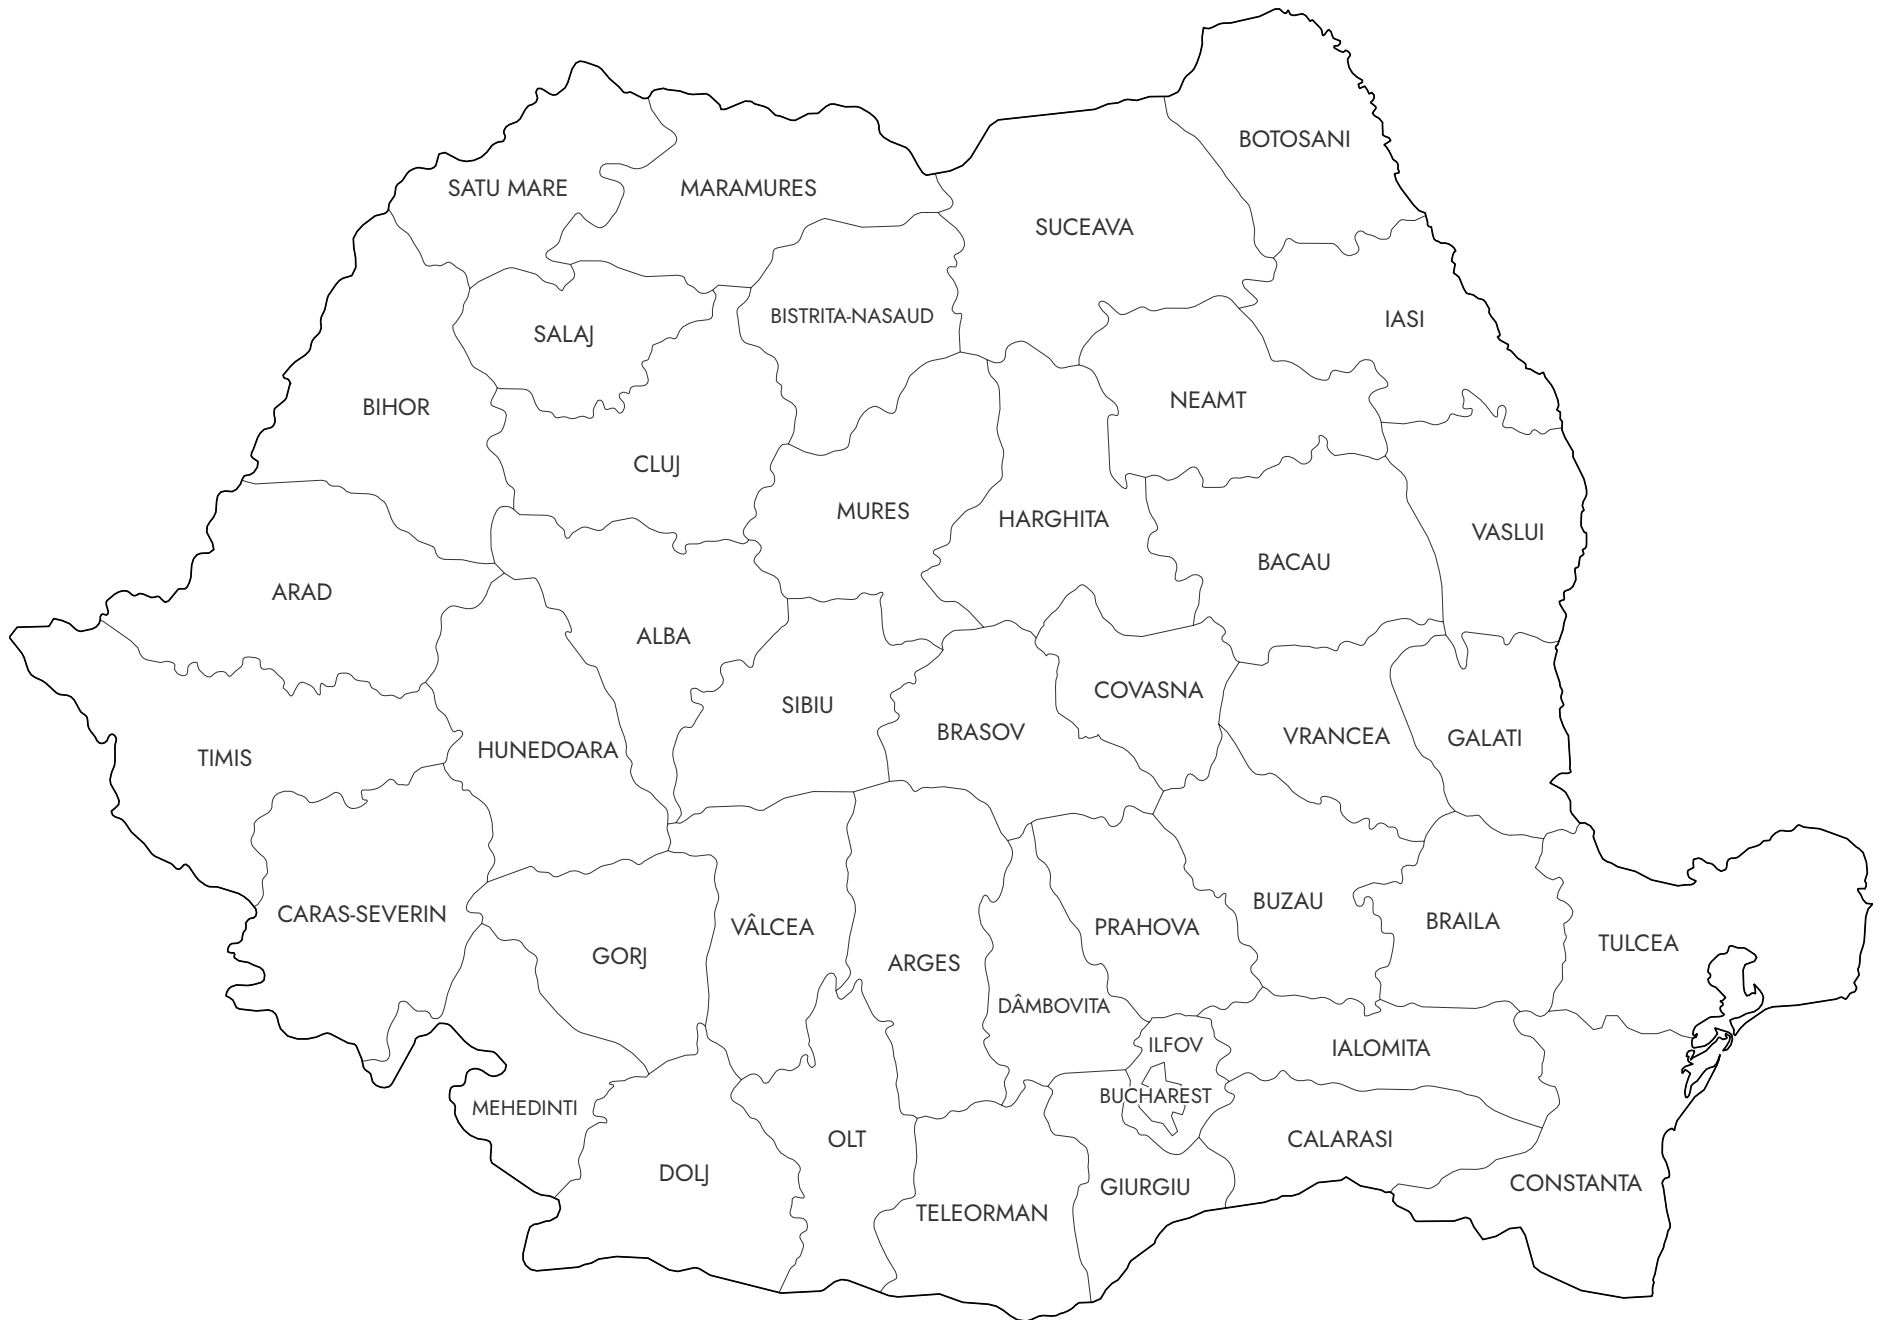 BOTOSANI
SATU MARE
MARAMURES
SUCEAVA
BISTRITA-NASAUD
IASI
SALAJ
BIHOR
NEAMT
CLUJ
MURES
HARGHITA
VASLUI
BACAU
ARAD
ALBA
COVASNA
SIBIU
BRASOV
VRANCEA
GALATI
TIMIS
HUNEDOARA
CARAS-SEVERIN
BUZAU
BRAILA
VÂLCEA
PRAHOVA
TULCEA
GORJ
ARGES
DÂMBOVITA
ILFOV
IALOMITA
BUCHAREST
MEHEDINTI
OLT
CALARASI
DOLJ
GIURGIU
CONSTANTA
TELEORMAN